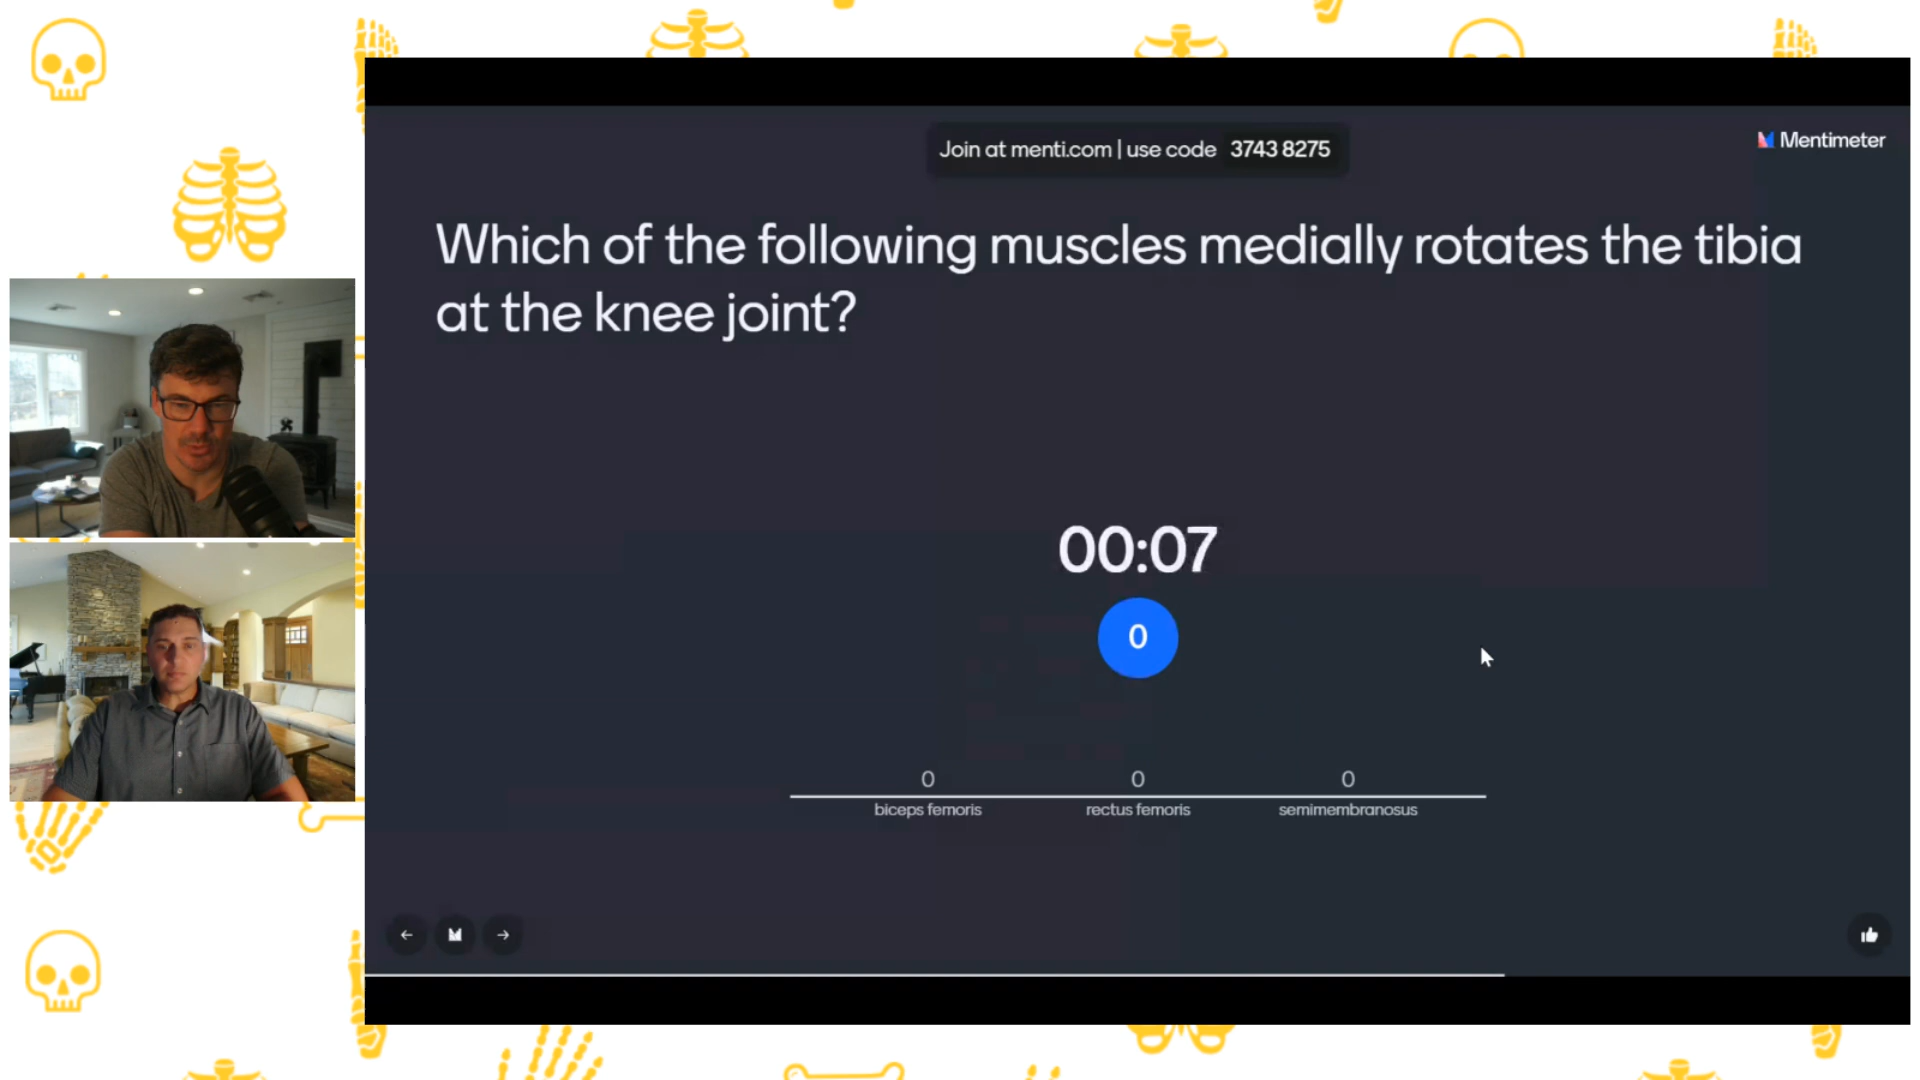 Join at menti.com | use code 3743 8275
Mentimeter
Which of the following muscles medially rotates the tibia
at the knee joint?
00:07
0
0 0 0
biceps femoris rectus femoris semimembranosus